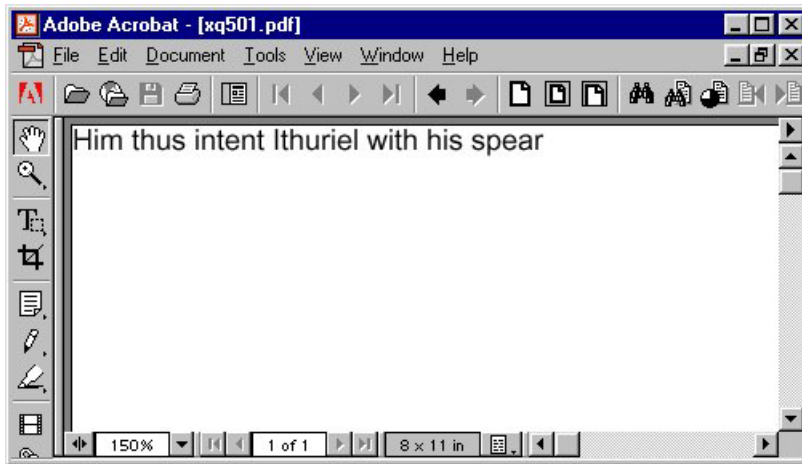 Adobe Acrobat - [xq501.pdf]
File Edit Document Tools View Window Help
Him thus intent Ithuriel with his spear
150% 1 of 1 8 x 11 in